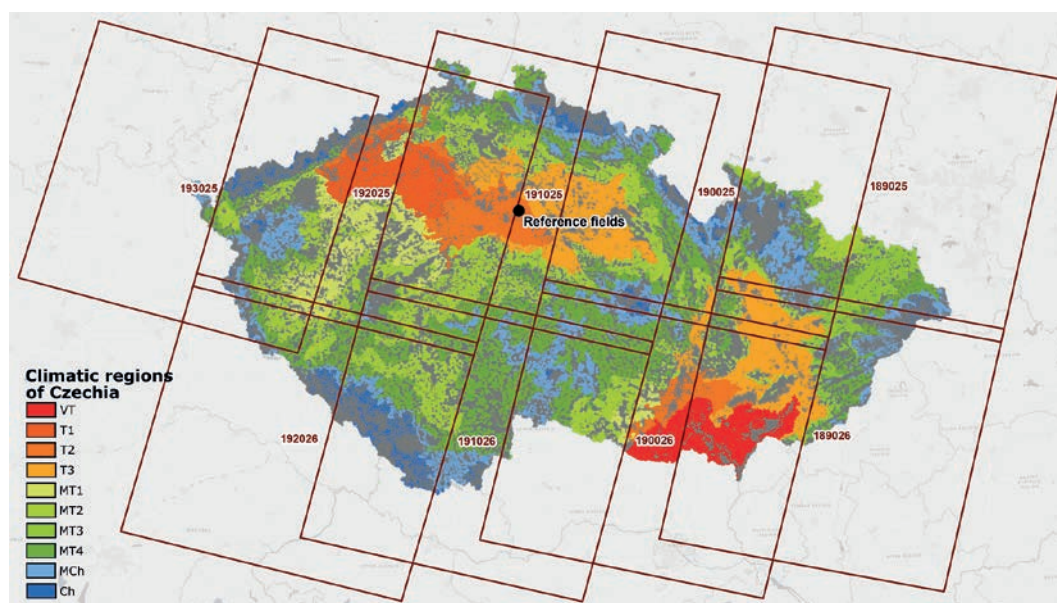 193025
192025
191025
190025
189025
Reference fields
192026
191026
190026
189026
Climatic regions
of Czechia
VT
T1
T2
T3
MT1
MT2
MT3
MT4
MCh
Ch